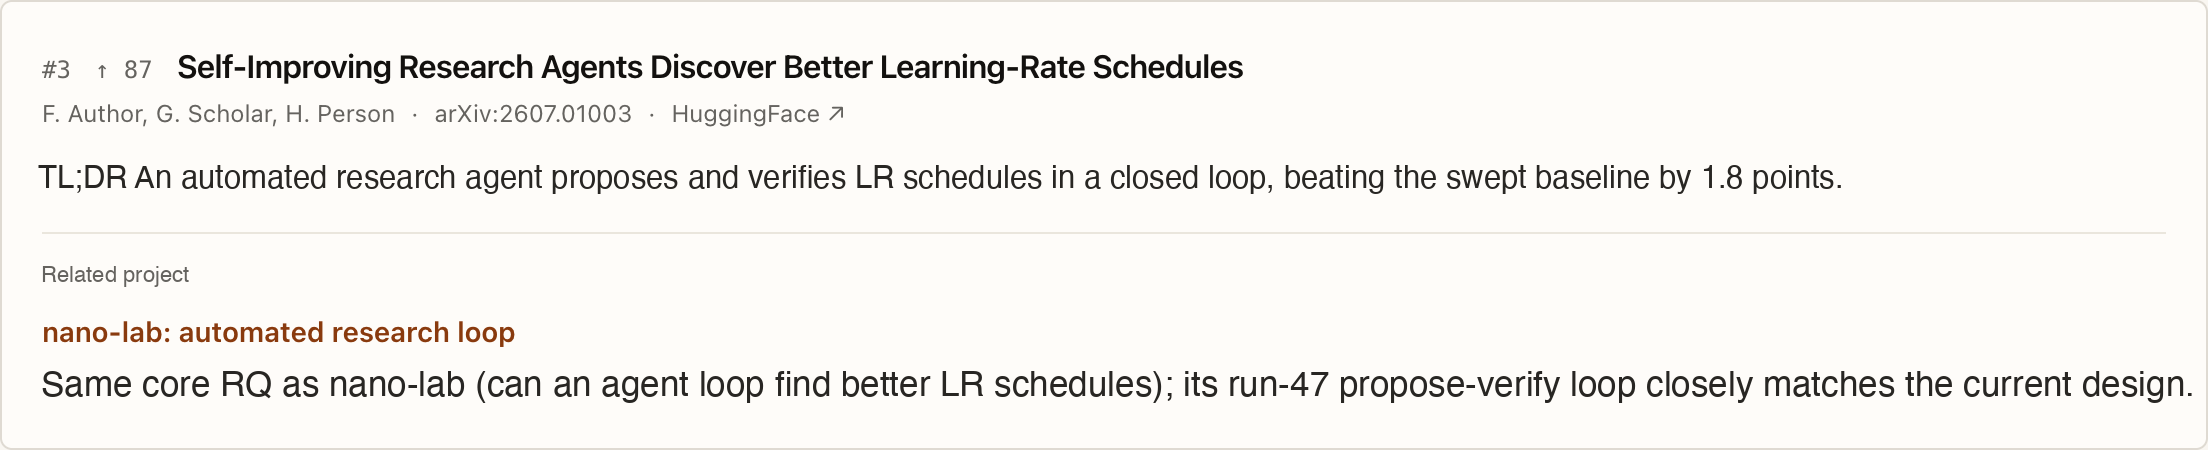 #3 ↑ 87 Self-Improving Research Agents Discover Better Learning-Rate Schedules
F. Author, G. Scholar, H. Person · arXiv:2607.01003 · HuggingFace ↗
TL;DR An automated research agent proposes and verifies LR schedules in a closed loop, beating the swept baseline by 1.8 points.
Related project
nano-lab: automated research loop
Same core RQ as nano-lab (can an agent loop find better LR schedules); its run-47 propose-verify loop closely matches the current design.